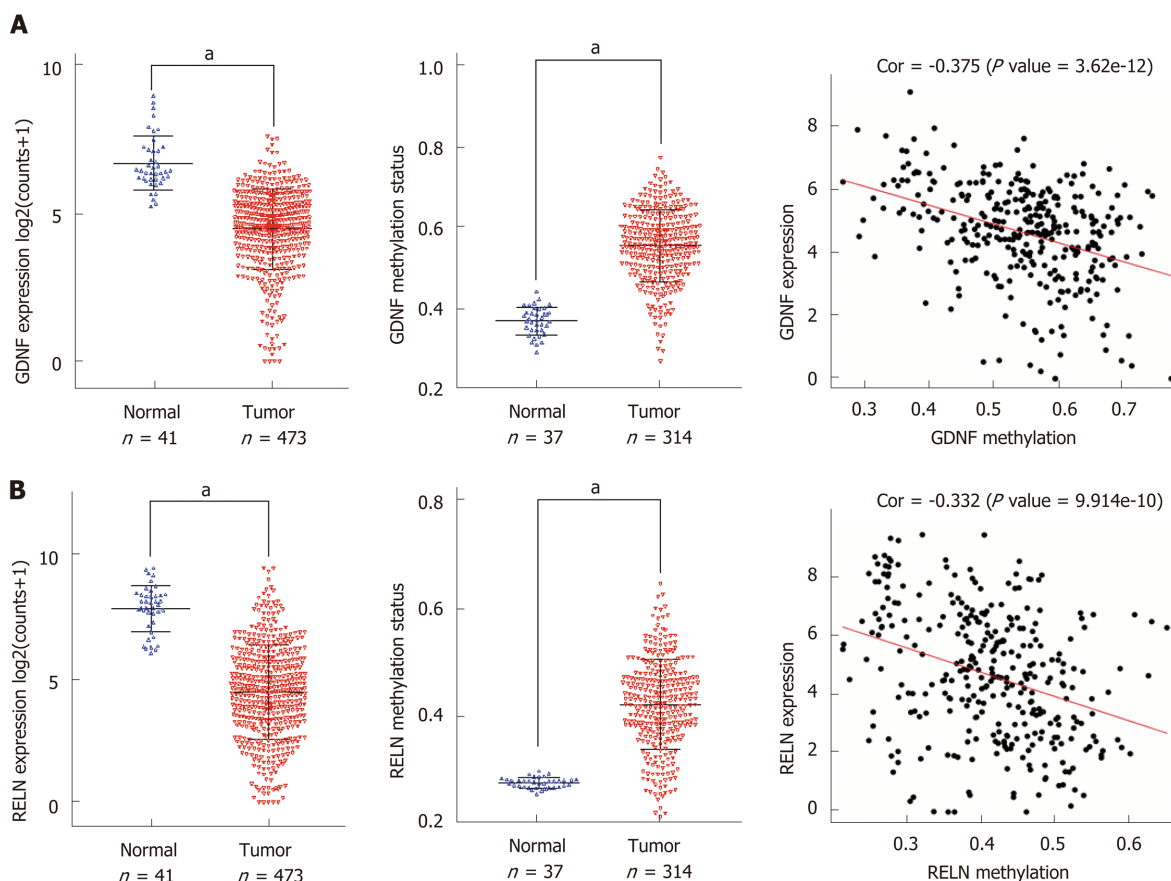 A
a
10
5
0
GDNF expression log2(counts+1)
Normal
Tumor
n = 41
n = 473
a
1.0
0.8
0.6
0.4
0.2
GDNF methylation status
Normal
Tumor
n = 37
n = 314
Cor = -0.375 (P value = 3.62e-12)
8
6
4
2
0
GDNF expression
0.3
0.4
0.5
0.6
0.7
GDNF methylation
B
a
10
5
0
RELN expression log2(counts+1)
Normal
Tumor
n = 41
n = 473
a
0.8
0.6
0.4
0.2
RELN methylation status
Normal
Tumor
n = 37
n = 314
Cor = -0.332 (P value = 9.914e-10)
8
6
4
2
0
RELN expression
0.3
0.4
0.5
0.6
RELN methylation